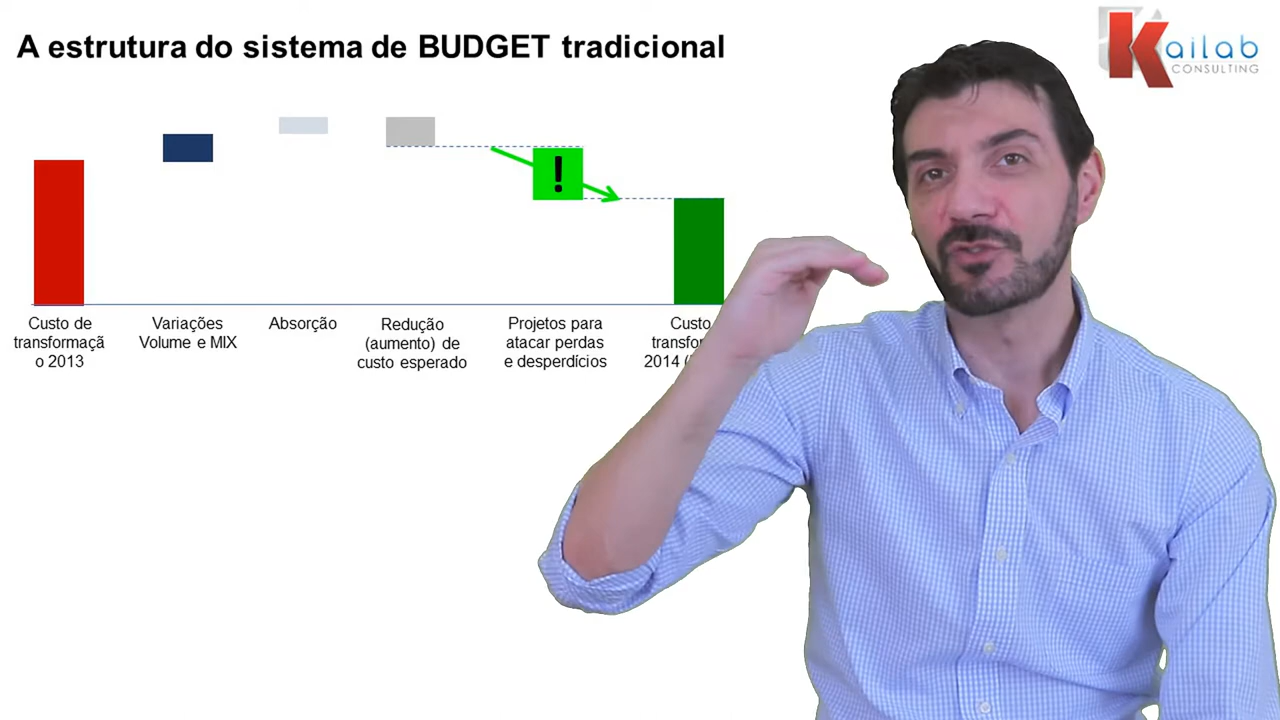 A estrutura do sistema de BUDGET tradicional
Kailab
CONSULTING
!
Custo de
transformaçã
o 2013
Variações
Volume e MIX
Absorção
Redução
(aumento) de
custo esperado
Projetos para
atacar perdas
e desperdícios
Custo
2014